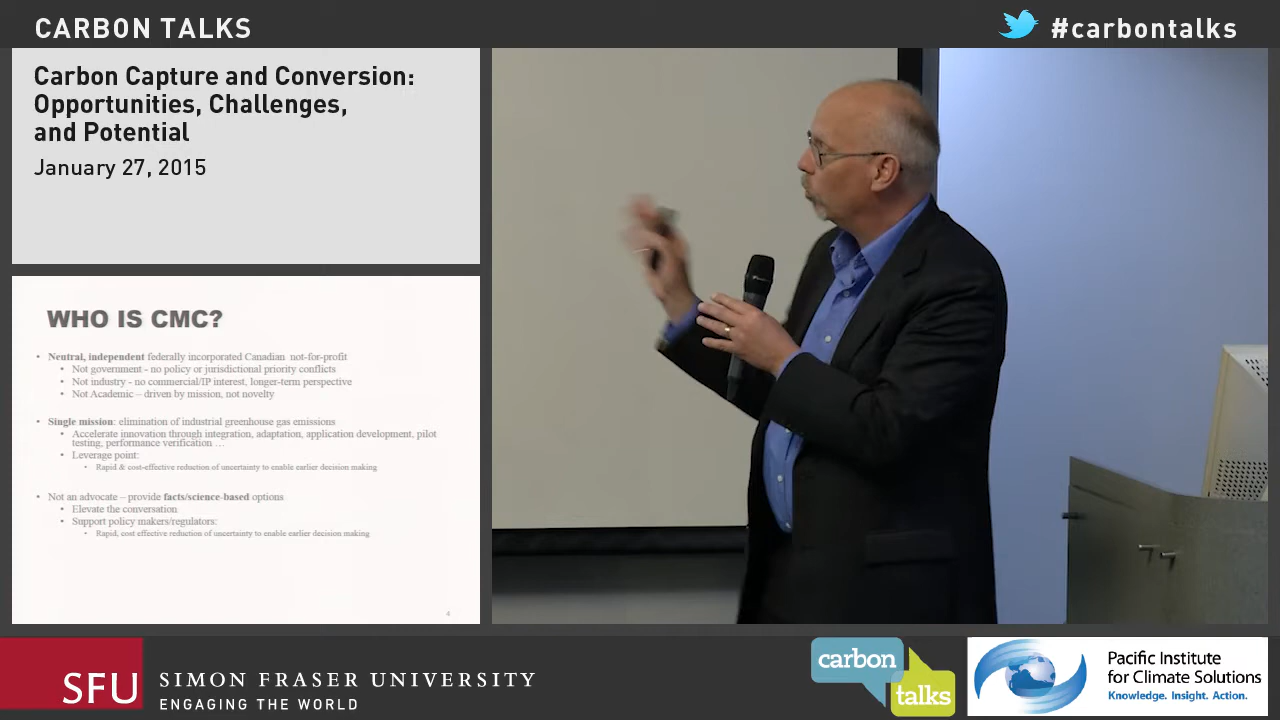 CARBON TALKS
#carbontalks
Carbon Capture and Conversion:
Opportunities, Challenges,
and Potential
January 27, 2015
WHO IS CMC?
• Neutral, independent federally incorporated Canadian not-for-profit
• Not government - no policy or jurisdictional priority conflicts
• Not industry - no commercial/IP interest, longer-term perspective
• Not Academic – driven by mission, not novelty
• Single mission: elimination of industrial greenhouse gas emissions
• Accelerate innovation through integration, adaptation, application development, pilot
testing, performance verification …
• Leverage point:
• Rapid & cost-effective reduction of uncertainty to enable earlier decision making
• Not an advocate – provide facts/science-based options
• Elevate the conversation
• Support policy makers/regulators:
• Rapid, cost effective reduction of uncertainty to enable earlier decision making
4
SFU SIMON FRASER UNIVERSITY
ENGAGING THE WORLD
carbon
talks
Pacific Institute
for Climate Solutions
Knowledge. Insight. Action.